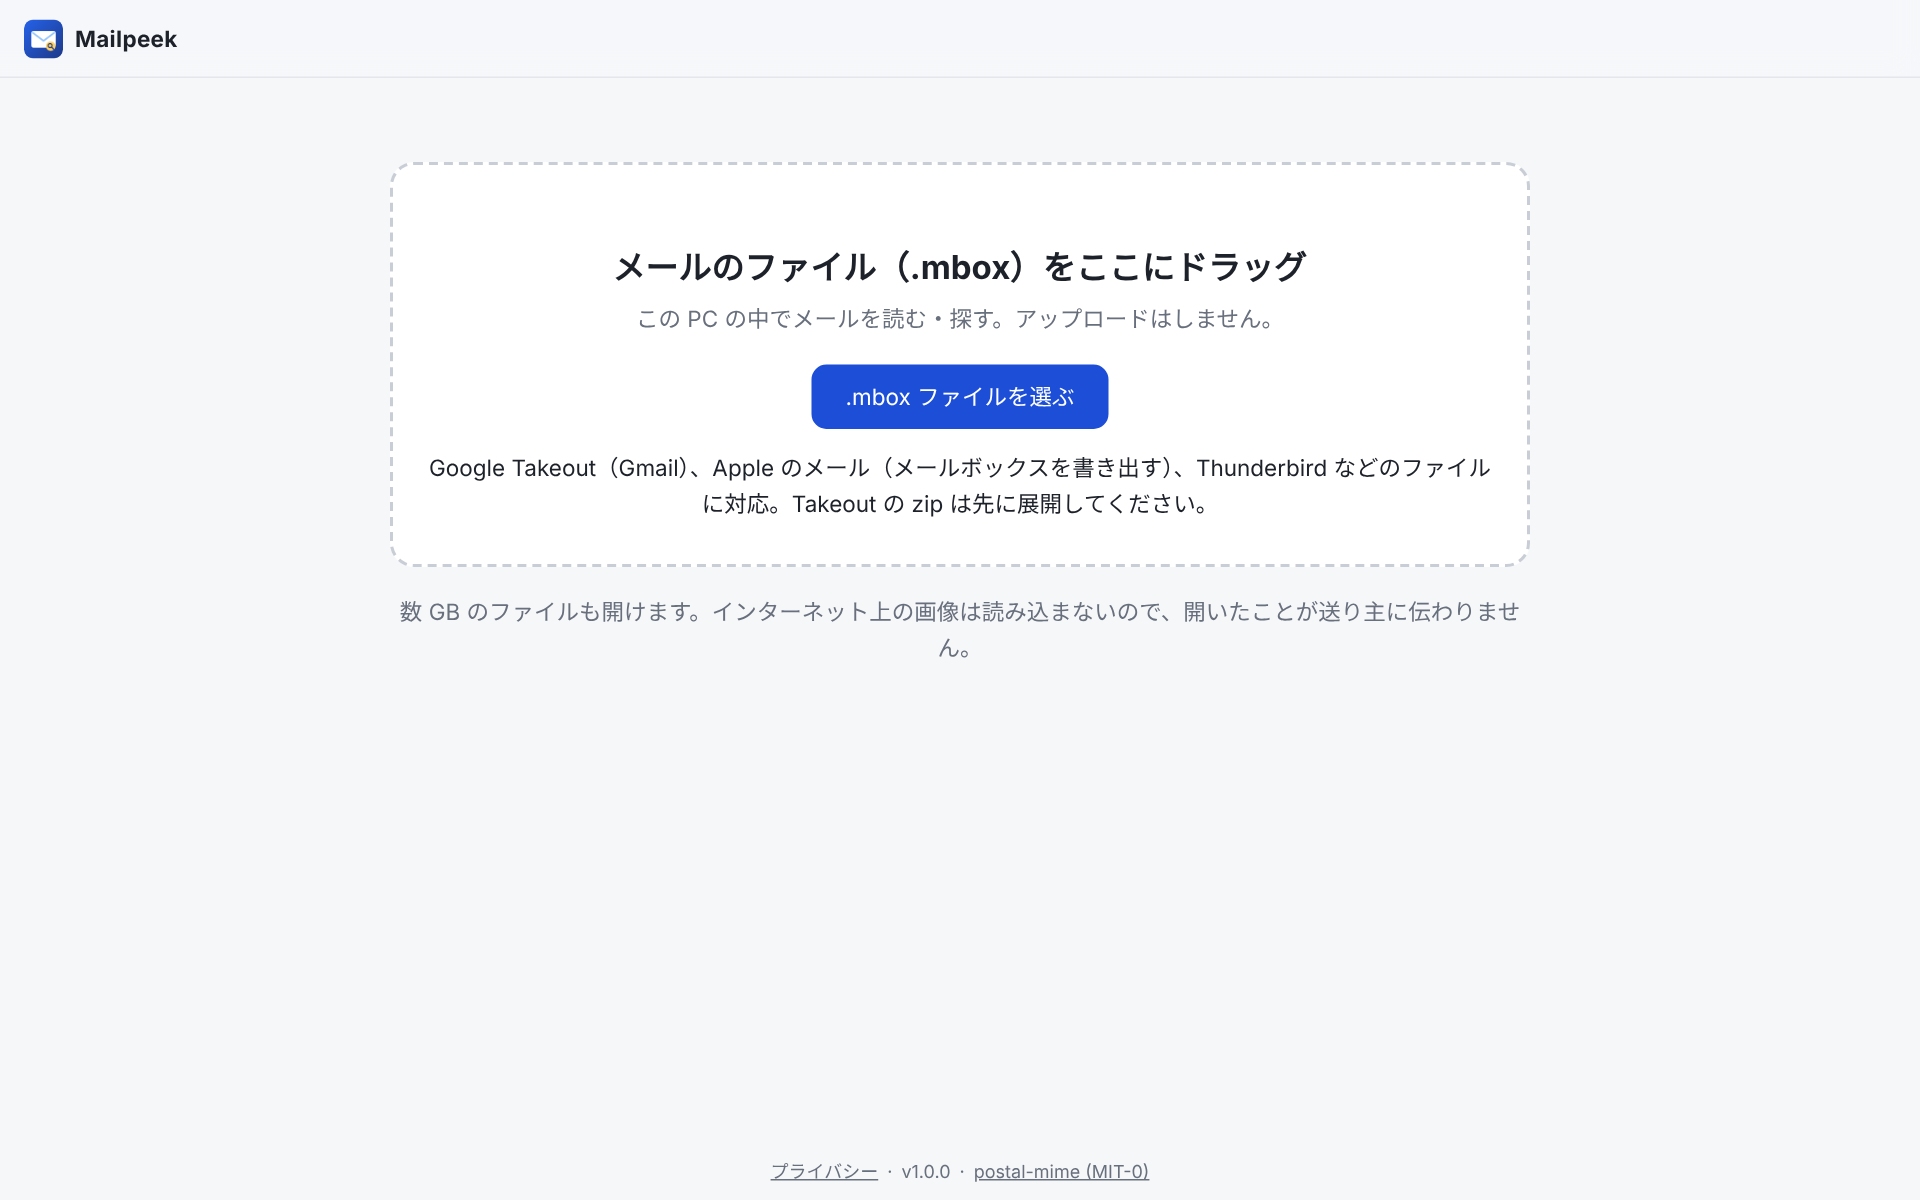 Mailpeek
メールのファイル（.mbox）をここにドラッグ
この PC の中でメールを読む・探す。アップロードはしません。
.mbox ファイルを選ぶ
Google Takeout（Gmail）、Apple のメール（メールボックスを書き出す）、Thunderbird などのファイル
に対応。Takeout の zip は先に展開してください。
数 GB のファイルも開けます。インターネット上の画像は読み込まないので、開いたことが送り主に伝わりませ
ん。
プライバシー · v1.0.0 · postal-mime (MIT-0)